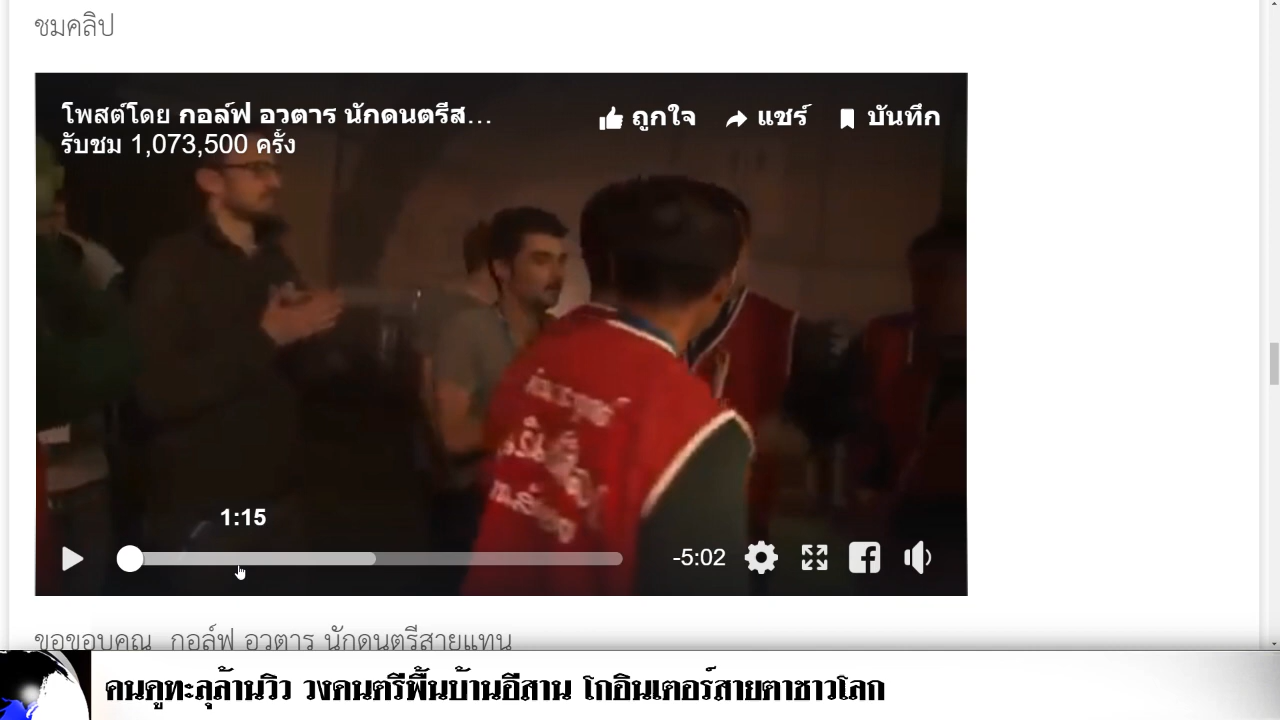 ชมคลิป
โพสต์โดย กอล์ฟ อวตาร นักดนตรีส...
ถูกใจ
แชร์
บันทึก
รับชม 1,073,500 ครั้ง
1:15
-5:02
ขอขอบคุณ กอล์ฟ อวตาร นักดนตรีสายแทน
คนดูทะลุล้านวิว วงดนตรีพื้นบ้านอีสาน โกอินเตอร์สายตาชาวโลก